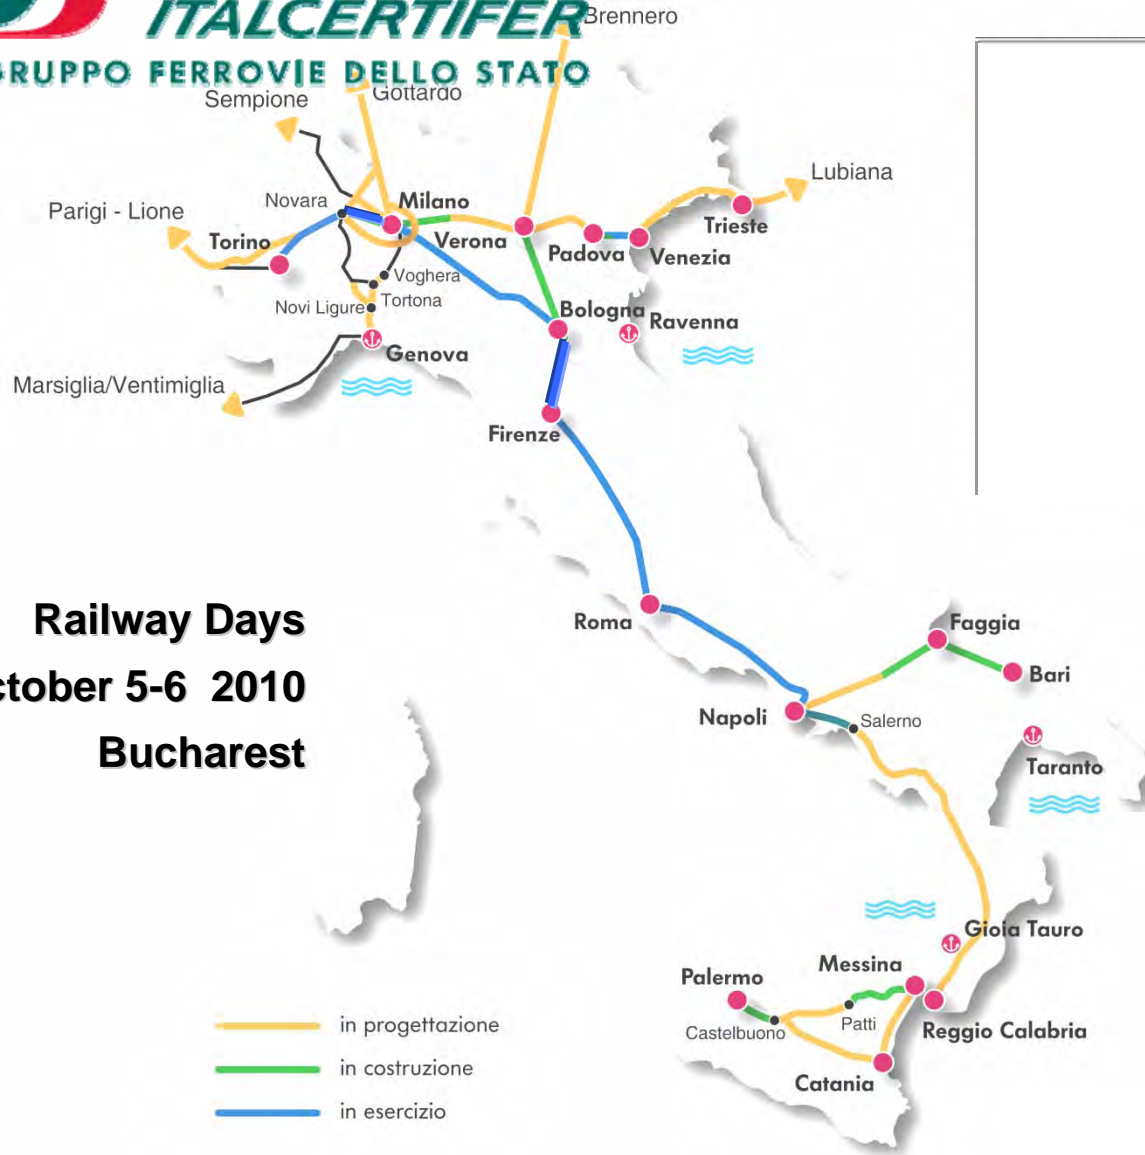 ITALCERTIFER
GRUPPO FERROVIE DELLO STATO
Brennero
Gottardo
Sempione
Lubiana
Parigi - Lione
Novara
Milano
Torino
Verona
Padova
Venezia
Trieste
Voghera
Tortona
Novi Ligure
Bologna
Ravenna
Genova
Marsiglia/Ventimiglia
Firenze
Railway Days
ctober 5-6 2010
Bucharest
Roma
Faggia
Bari
Napoli
Salerno
Taranto
Gioia Tauro
Messina
Palermo
Castelbuono
Patti
Reggio Calabria
Catania
in progettazione
in costruzione
in esercizio